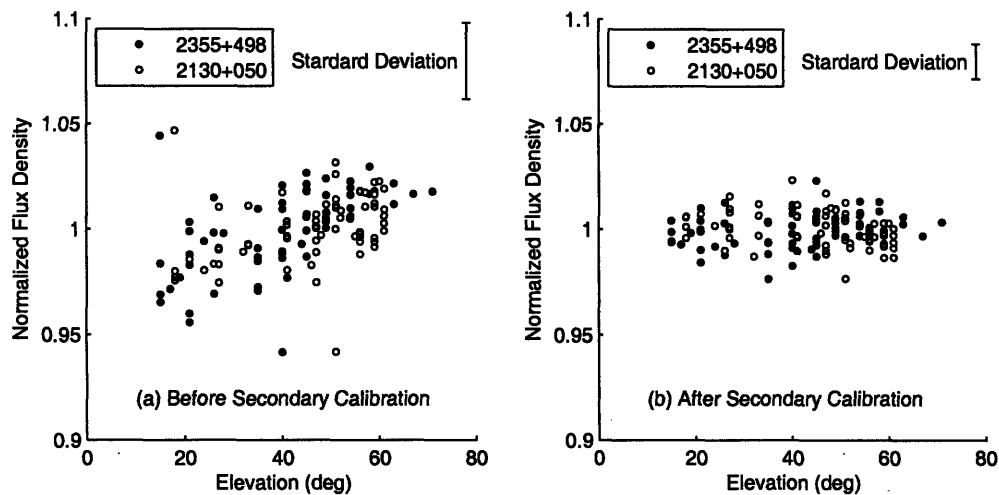 1.1
2355+498
2130+050
Stardard Deviation
1.05
1
0.95
0.9
Normalized Flux Density
(a) Before Secondary Calibration
0 20 40 60 80
Elevation (deg)
1.1
2355+498
2130+050
Stardard Deviation
1.05
1
0.95
0.9
Normalized Flux Density
(b) After Secondary Calibration
0 20 40 60 80
Elevation (deg)